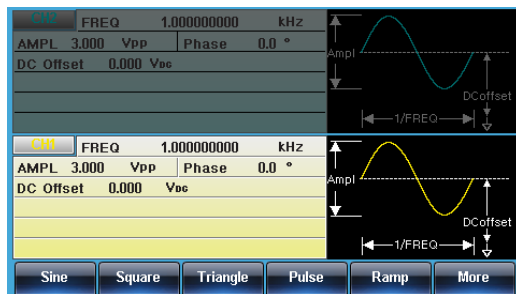 CH1 FREQ 1.000000000 kHz
AMPL 3.000 Vpp Phase 0.0 °
DC Offset 0.000 VDC
Ampl
DCoffset
1/FREQ
CH2 FREQ 1.000000000 kHz
AMPL 3.000 Vpp Phase 0.0 °
DC Offset 0.000 VDC
Ampl
DCoffset
1/FREQ
Sine Square Triangle Pulse Ramp More